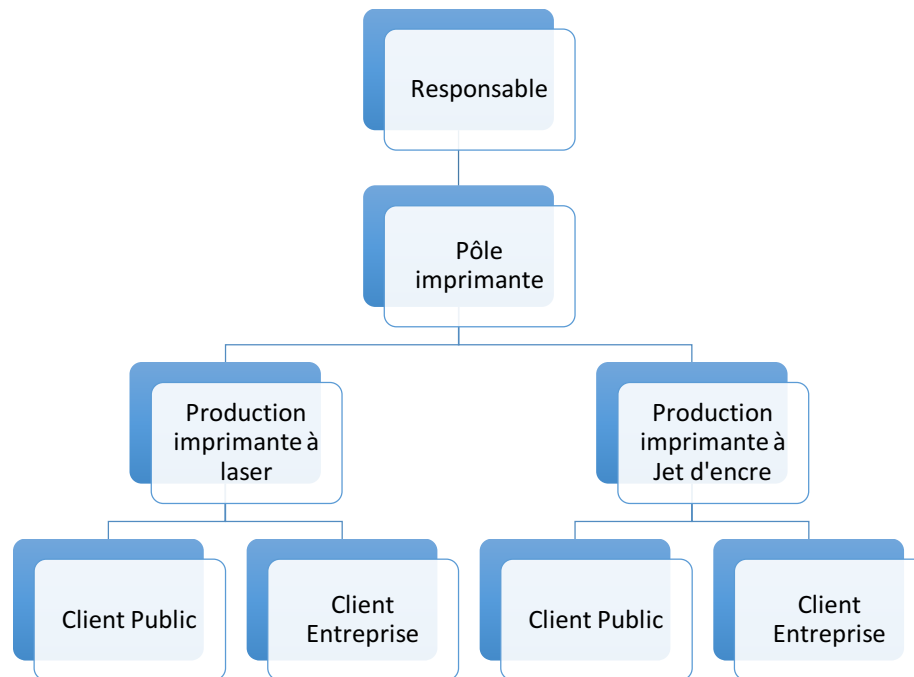 Responsable
Pôle
imprimante
Production
imprimante à
laser
Production
imprimante à
Jet d'encre
Client Public
Client
Entreprise
Client Public
Client
Entreprise